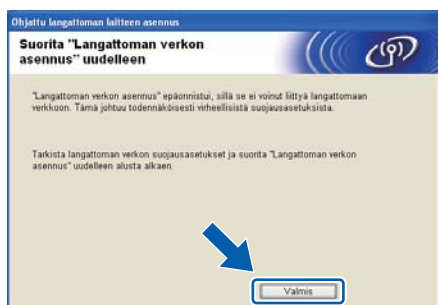 Ohjattu langattoman laitteen asennus
Suorita "Langattoman verkon
asennus" uudelleen
"Langattoman verkon asennus" epäonnistui, sillä se ei voinut liittyä langattomaan
verkkoon. Tämä johtuu todennäköisesti virheellisistä suojausasetuksista.
Tarkista langattoman verkon suojausasetukset ja suorita "Langattoman verkon
asennus" uudelleen alusta alkaen.
Valmis